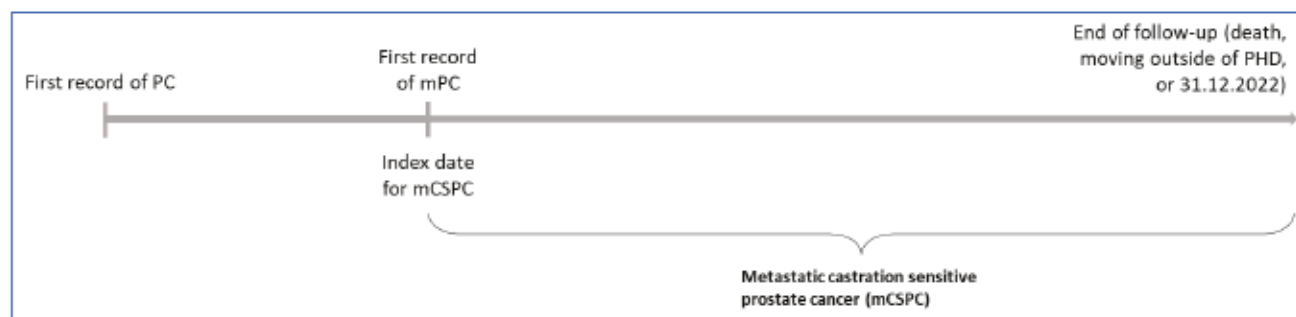 End of follow-up (death,
moving outside of PHD,
or 31.12.2022)
First record
of mPC
First record of PC
Index date
for mCSPC
Metastatic castration sensitive
prostate cancer (mCSPC)